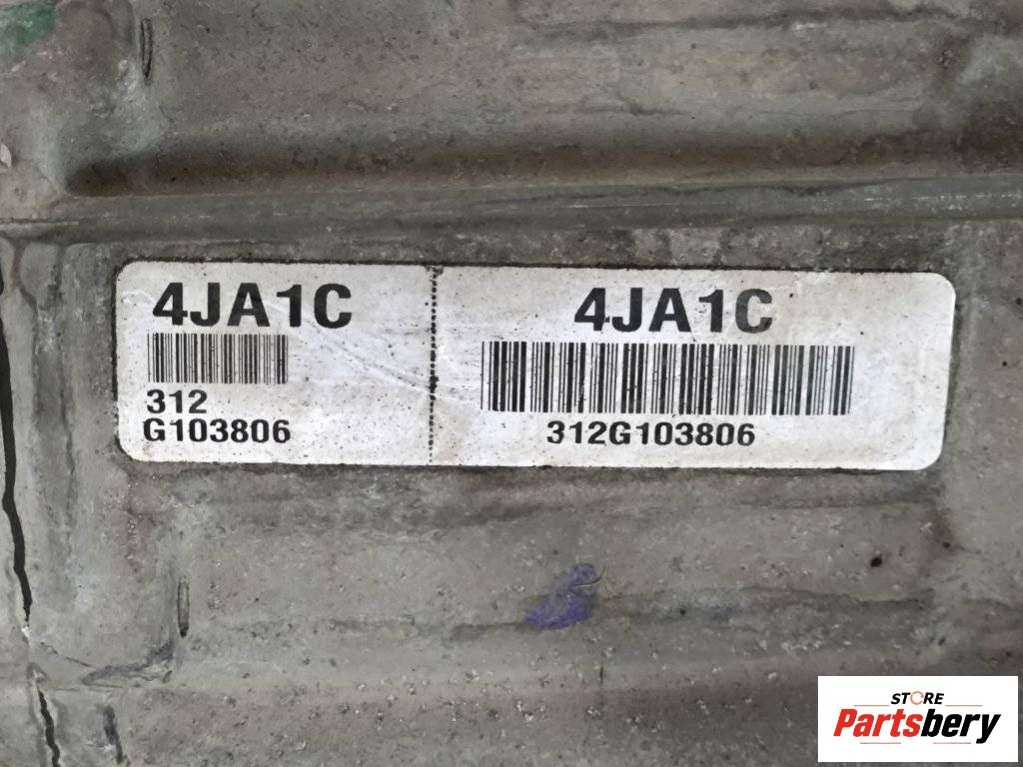 4JA1C
312
G103806
4JA1C
312G103806
STORE
Partsbery